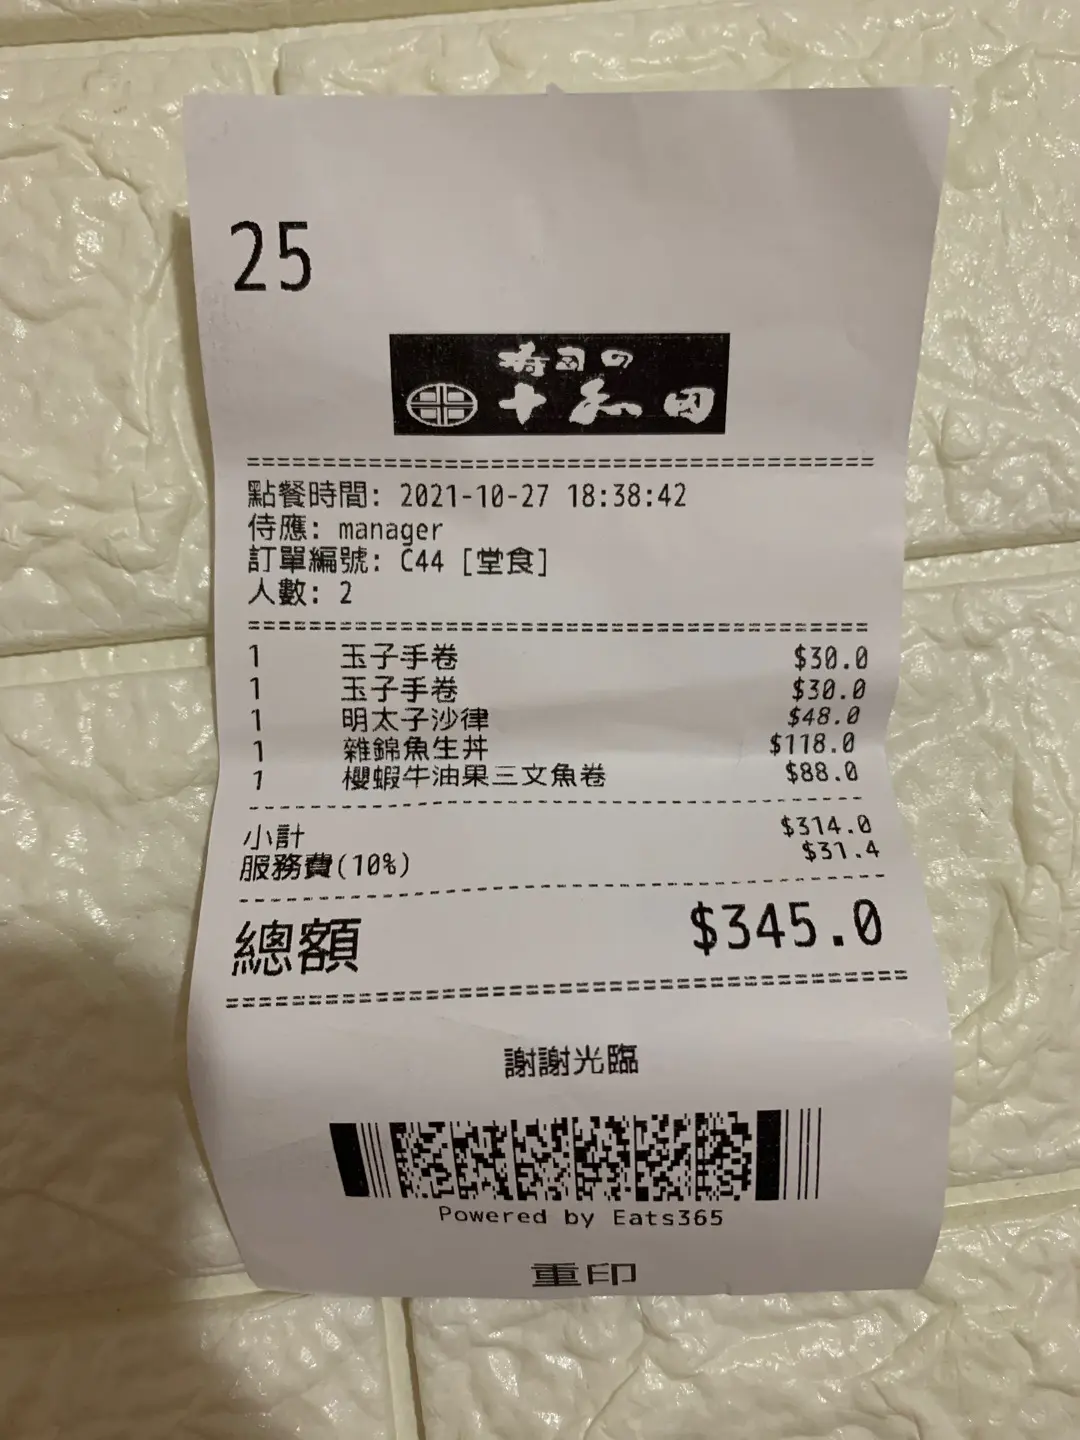 25
寿司の
十和田
点餐時間: 2021-10-27 18:38:42
侍應: manager
訂單編號: C44 [堂食]
人數: 2
1 玉子手卷 $30.0
1 玉子手卷 $30.0
1 明太子沙律 $48.0
1 雜錦魚生丼 $118.0
1 櫻蝦牛油果三文魚卷 $88.0
小計 $314.0
服務費(10%) $31.4
總額 $345.0
謝謝光臨
Powered by Eats365
重印